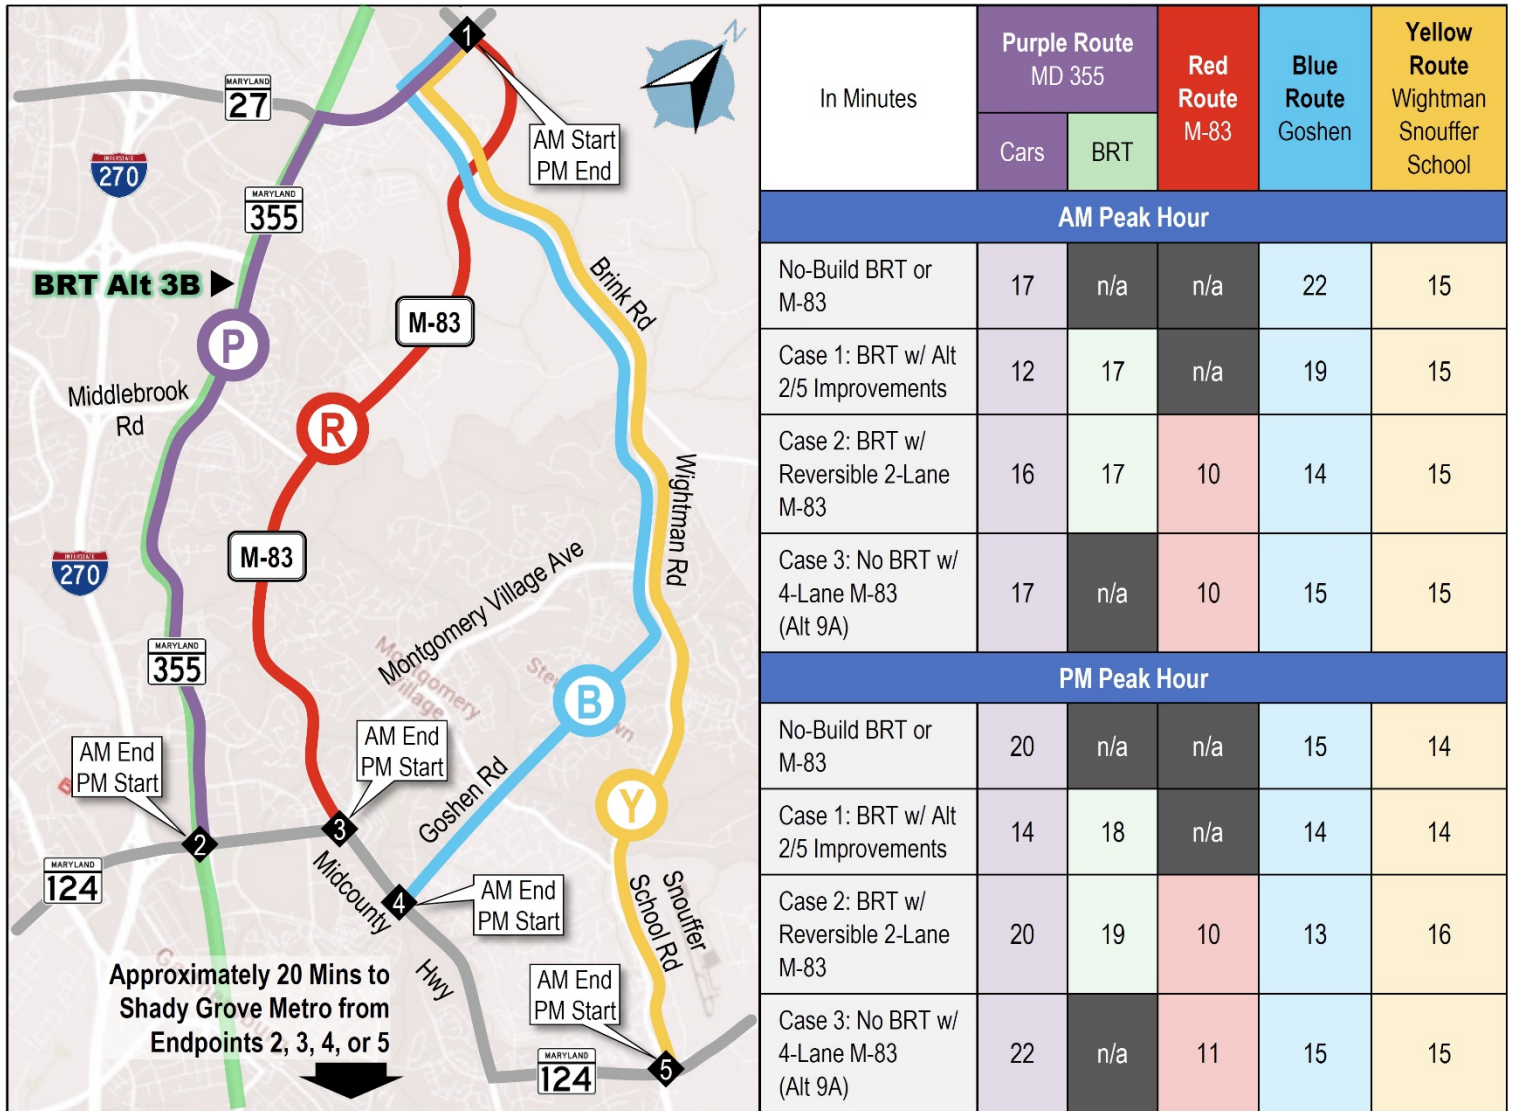 1
N
MARYLAND
27
AM Start
PM End
INTERSTATE
270
MARYLAND
355
BRT Alt 3B
Brink Rd
M-83
P
Middlebrook
Rd
R
Wightman Rd
M-83
INTERSTATE
270
Montgomery Village Ave
MARYLAND
355
Montgomery
Village
B
AM End
PM Start
AM End
PM Start
Goshen Rd
Y
2
3
MARYLAND
124
Midcounty
Hwy
4
AM End
PM Start
Snouffer
School Rd
Approximately 20 Mins to
Shady Grove Metro from
Endpoints 2, 3, 4, or 5
AM End
PM Start
MARYLAND
124
5
In Minutes
Purple Route
MD 355
Cars
BRT
Red
Route
M-83
Blue
Route
Goshen
Yellow
Route
Wightman
Snouffer
School
AM Peak Hour
No-Build BRT or
M-83
17 n/a n/a 22 15
Case 1: BRT w/ Alt
2/5 Improvements
12 17 n/a 19 15
Case 2: BRT w/
Reversible 2-Lane
M-83
16 17 10 14 15
Case 3: No BRT w/
4-Lane M-83
(Alt 9A)
17 n/a 10 15 15
PM Peak Hour
No-Build BRT or
M-83
20 n/a n/a 15 14
Case 1: BRT w/ Alt
2/5 Improvements
14 18 n/a 14 14
Case 2: BRT w/
Reversible 2-Lane
M-83
20 19 10 13 16
Case 3: No BRT w/
4-Lane M-83
(Alt 9A)
22 n/a 11 15 15